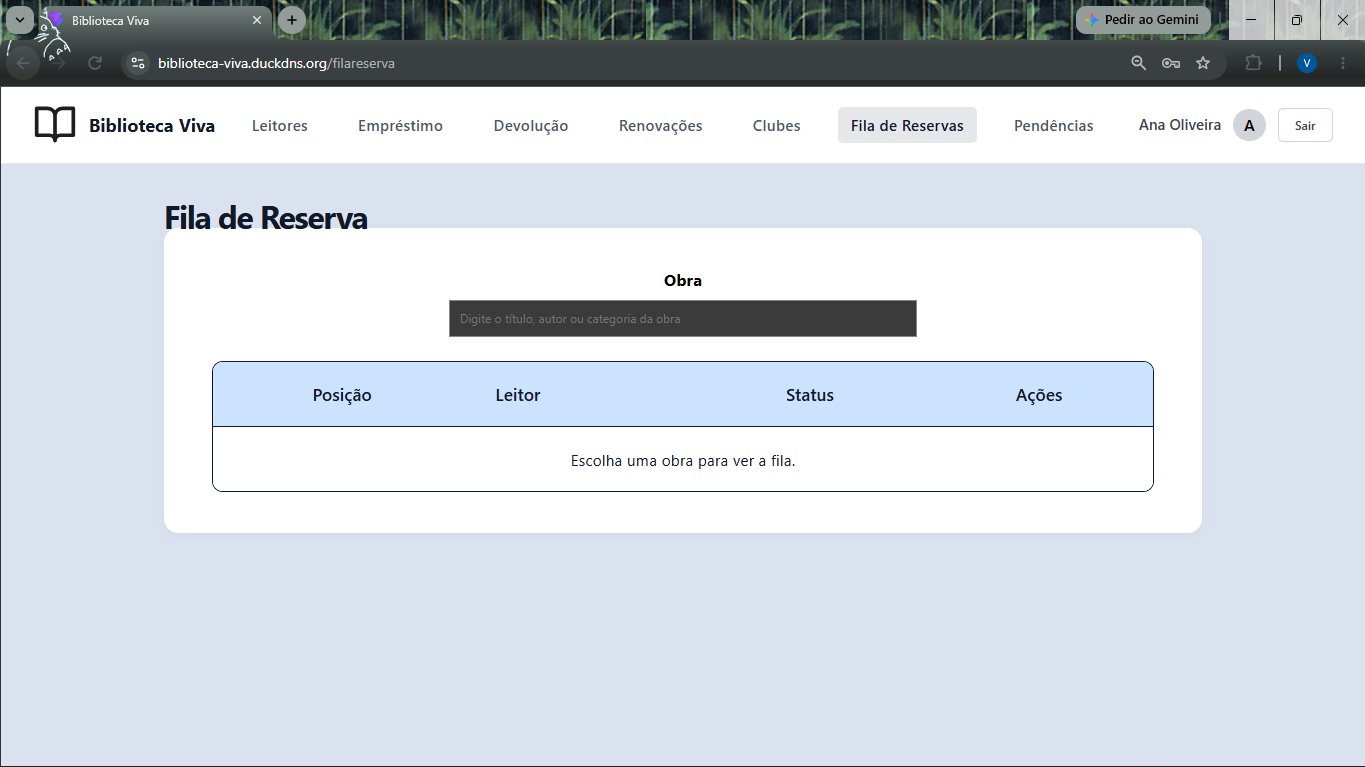 Biblioteca Viva
Pedir ao Gemini
biblioteca-viva.duckdns.org/filareserva
V
Biblioteca Viva
Leitores
Empréstimo
Devolução
Renovações
Clubes
Fila de Reservas
Pendências
Ana Oliveira
A
Sair
Fila de Reserva
Obra
Digite o título, autor ou categoria da obra
Posição Leitor Status Ações
Escolha uma obra para ver a fila.